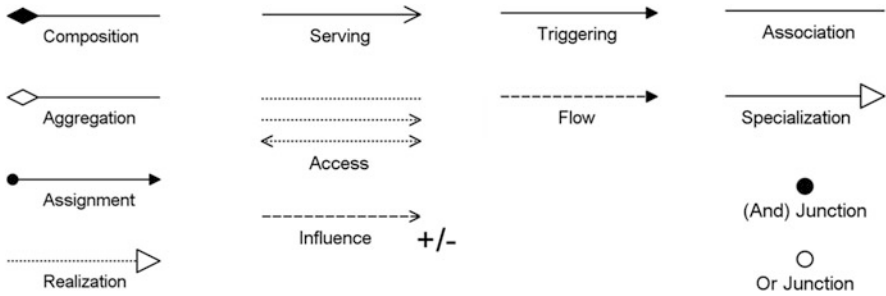 Composition
Serving
Triggering
Association
Aggregation
Access
Flow
Specialization
Assignment
Influence
+/-
(And) Junction
Realization
Or Junction